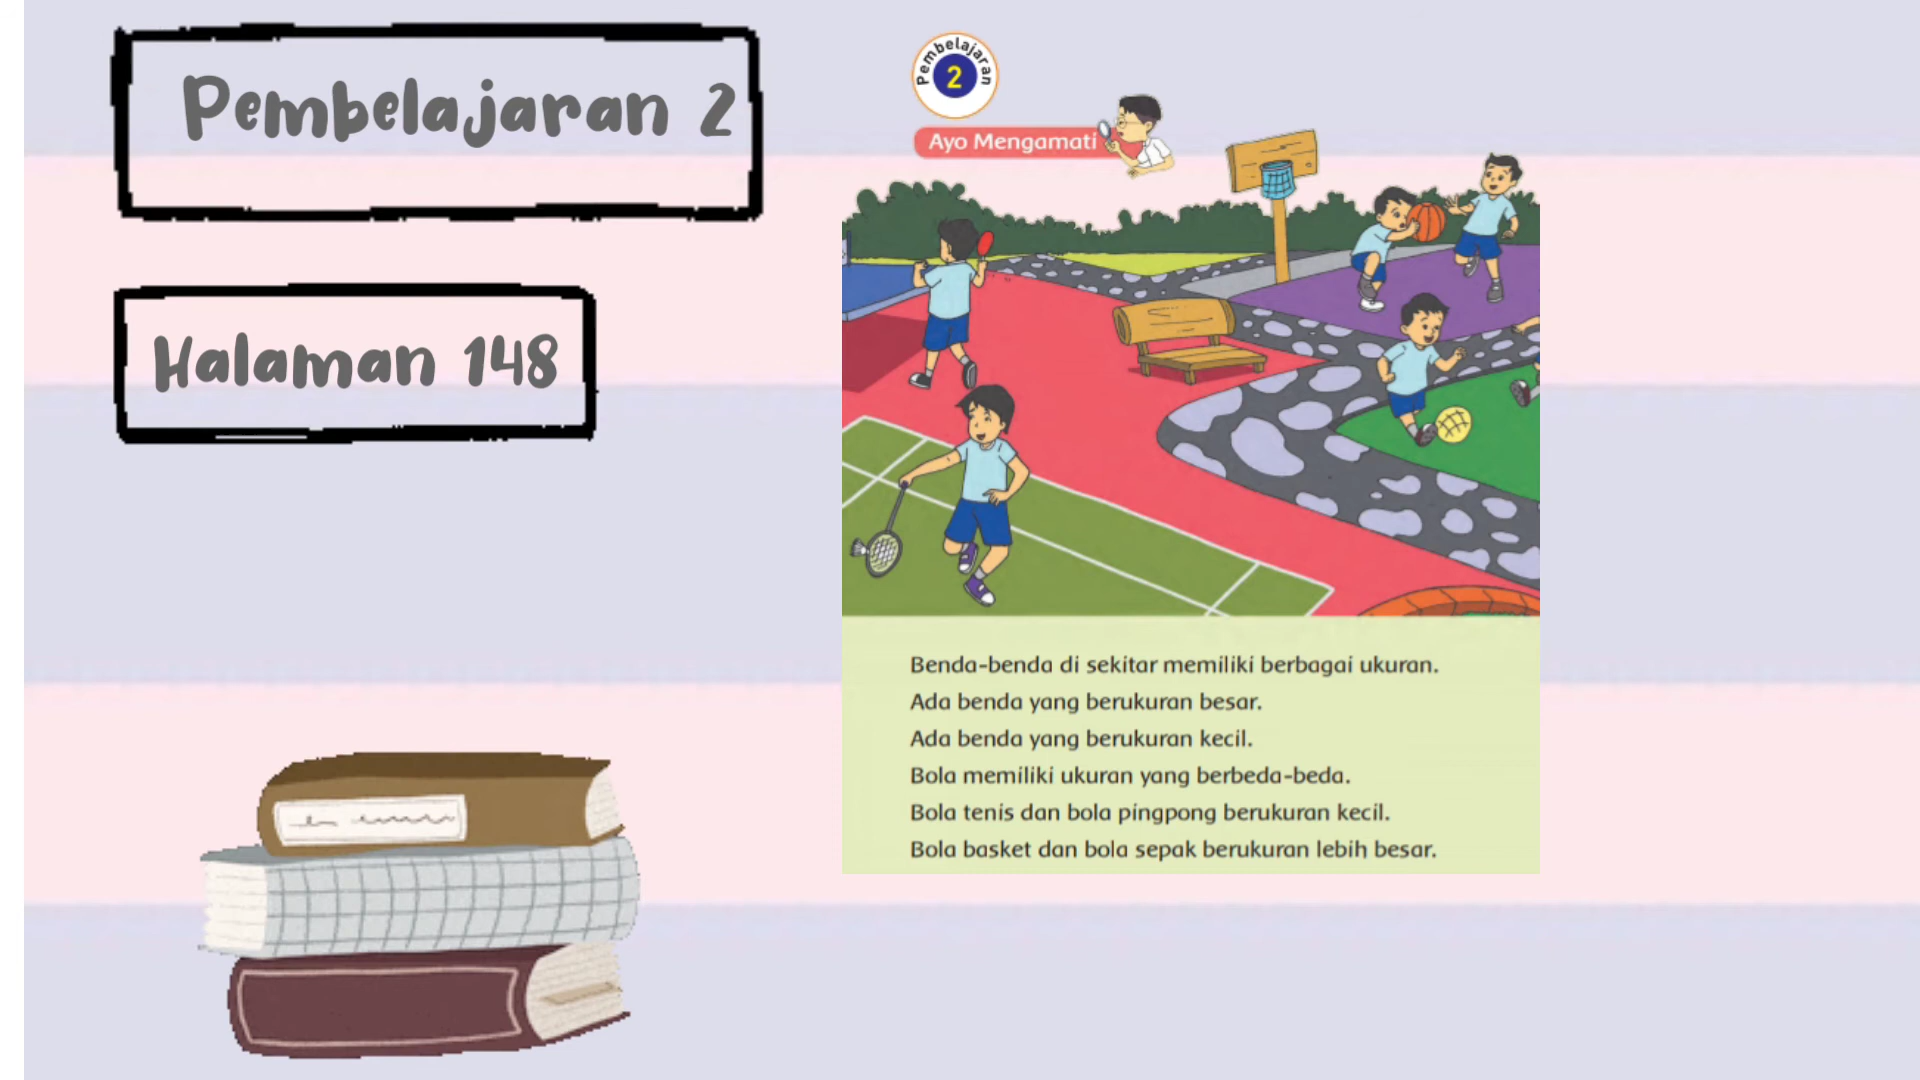 Pembelajaran 2
Halaman 148
Pembelajaran
2
Ayo Mengamati
Benda-benda di sekitar memiliki berbagai ukuran.
Ada benda yang berukuran besar.
Ada benda yang berukuran kecil.
Bola memiliki ukuran yang berbeda-beda.
Bola tenis dan bola pingpong berukuran kecil.
Bola basket dan bola sepak berukuran lebih besar.